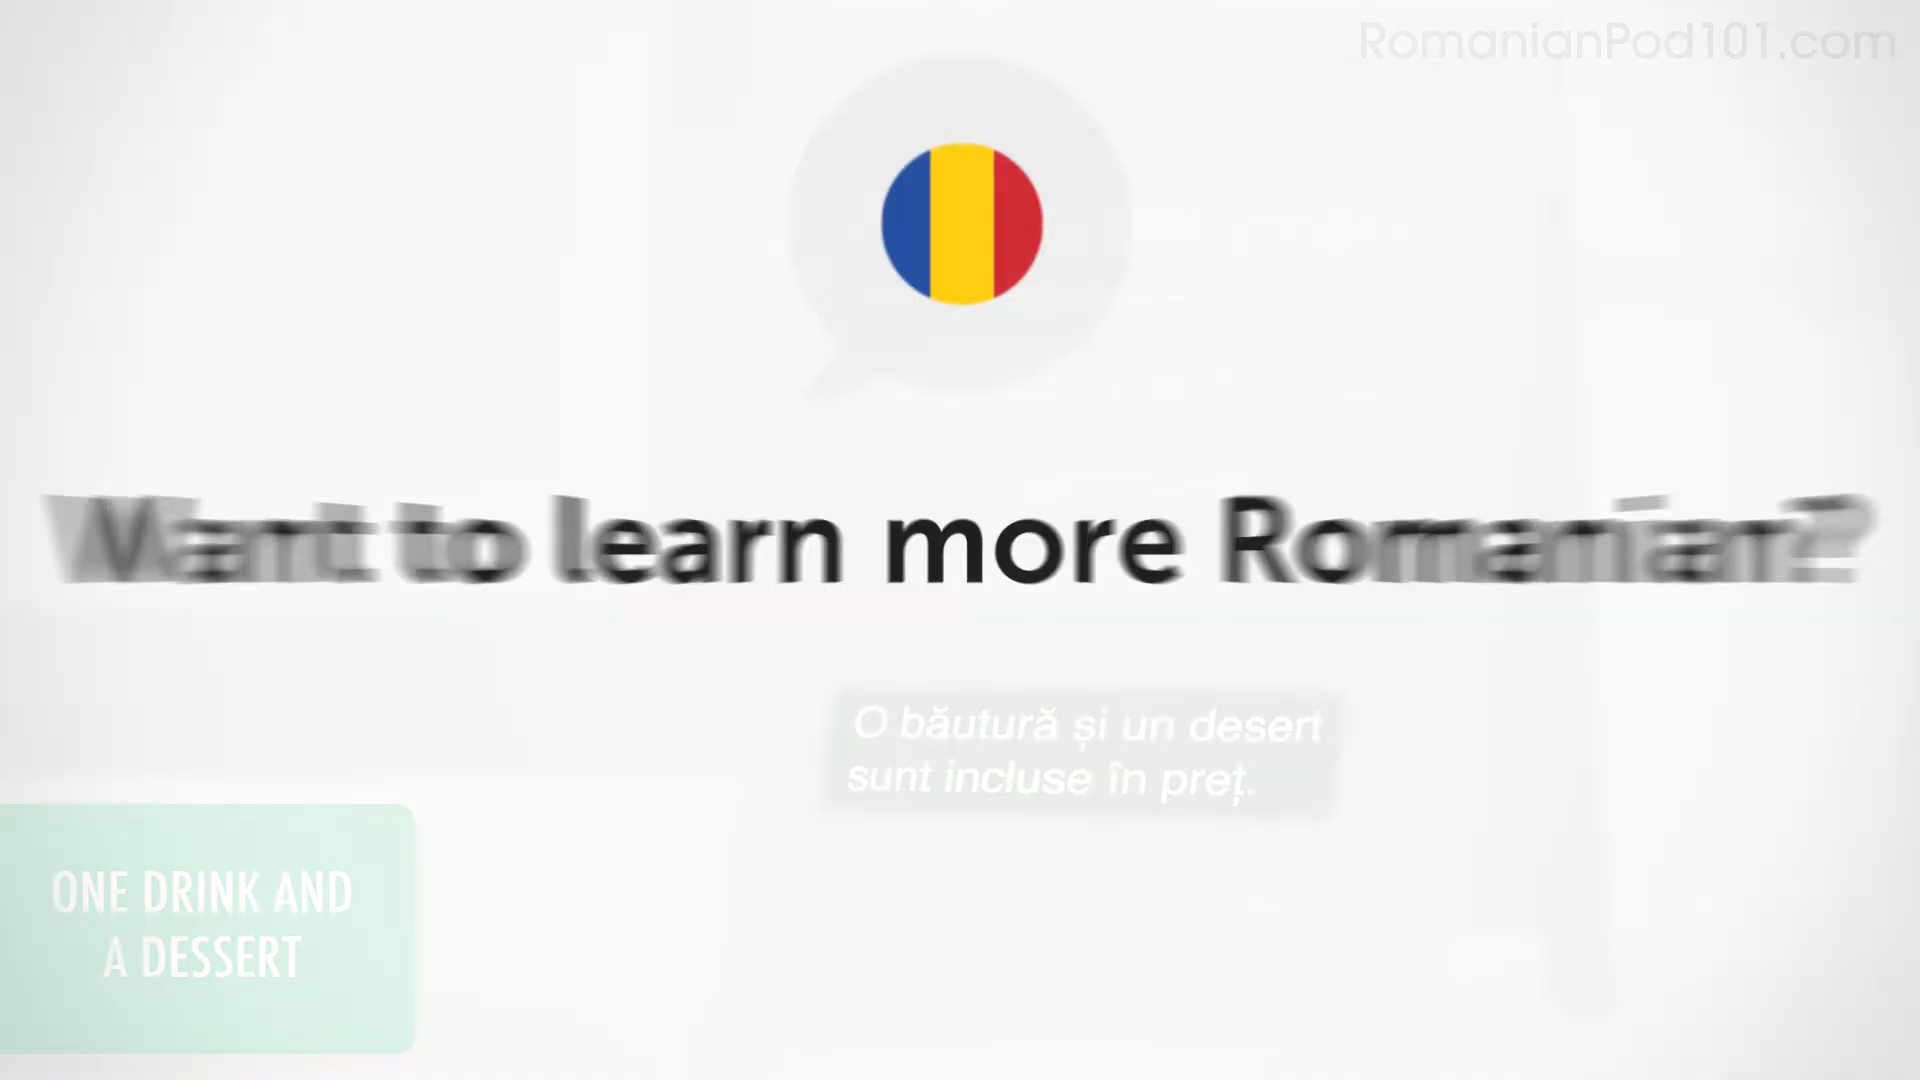 RomanianPod101.com
Want to learn more Romanian?
O băutură și un desert
sunt incluse în preț.
ONE DRINK AND
A DESSERT